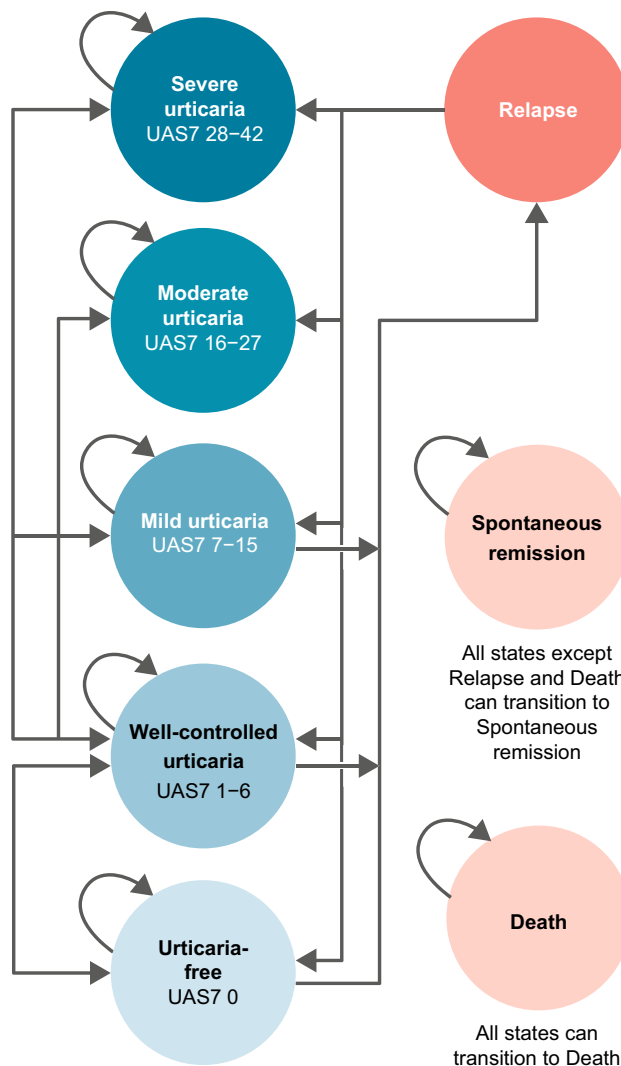 Severe
urticaria
UAS7 28−42
Relapse
Moderate
urticaria
UAS7 16−27
Mild urticaria
UAS7 7−15
Spontaneous
remission
All states except
Relapse and Death
can transition to
Spontaneous
remission
Well-controlled
urticaria
UAS7 1−6
Death
All states can
transition to Death
Urticaria-
free
UAS7 0